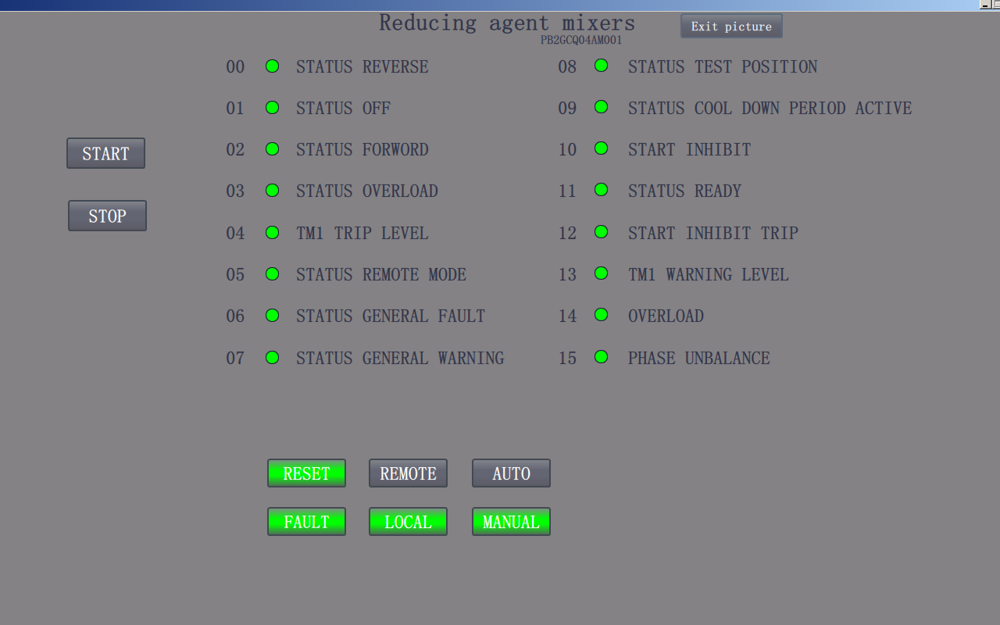 Reducing agent mixers
Exit picture
PB2GCQ04AM001
00 STATUS REVERSE
08 STATUS TEST POSITION
01 STATUS OFF
09 STATUS COOL DOWN PERIOD ACTIVE
START
02 STATUS FORWORD
10 START INHIBIT
03 STATUS OVERLOAD
11 STATUS READY
STOP
04 TM1 TRIP LEVEL
12 START INHIBIT TRIP
05 STATUS REMOTE MODE
13 TM1 WARNING LEVEL
06 STATUS GENERAL FAULT
14 OVERLOAD
07 STATUS GENERAL WARNING
15 PHASE UNBALANCE
RESET REMOTE AUTO
FAULT LOCAL MANUAL